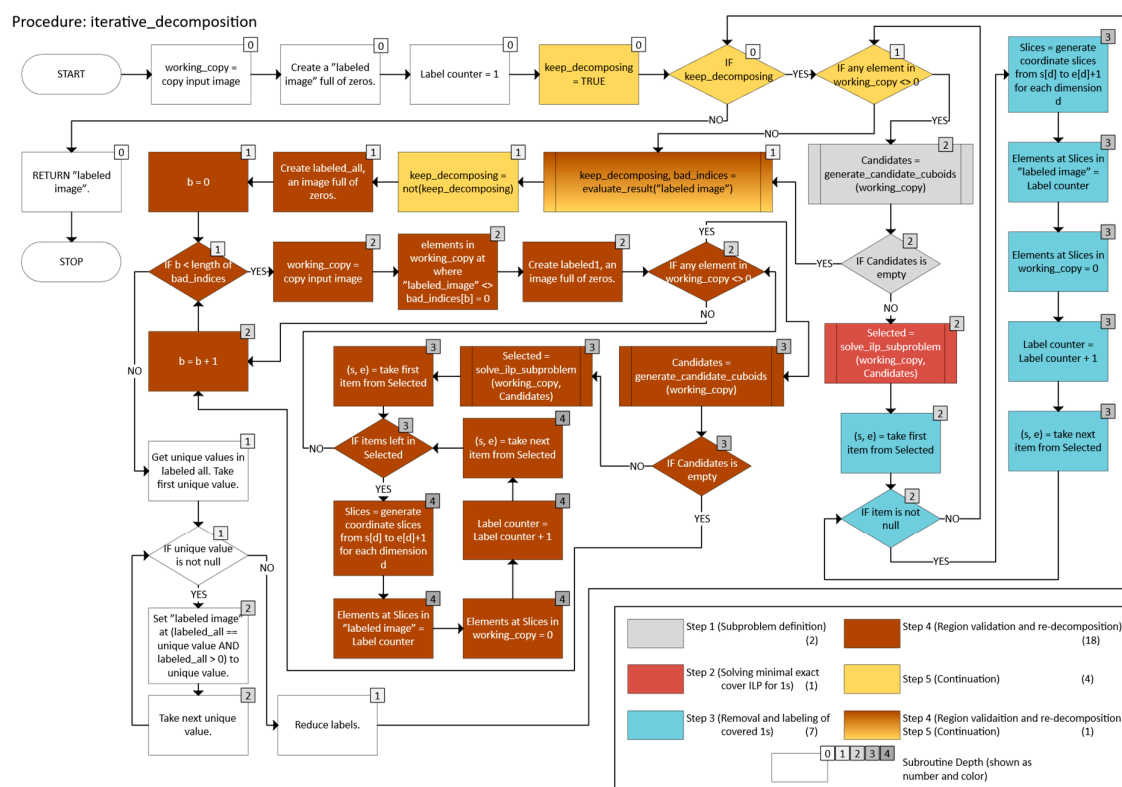 Procedure: iterative_decomposition
START
0
working_copy =
copy input image
0
Create a "labeled
image" full of zeros.
0
Label counter = 1
0
keep_decomposing
= TRUE
0
IF
keep_decomposing
YES
NO
1
IF any element in
working_copy <> 0
YES
NO
3
Slices = generate
coordinate slices
from s[d] to e[d]+1
for each dimension
d
0
RETURN "labeled
image".
STOP
1
b = 0
1
Create labeled_all,
an image full of
zeros.
1
keep_decomposing =
not(keep_decomposing)
1
keep_decomposing, bad_indices =
evaluate_result("labeled image")
2
Candidates =
generate_candidate_cuboids
(working_copy)
3
Elements at Slices in
"labeled image" =
Label counter
1
IF b < length of
bad_indices
YES
NO
2
working_copy =
copy input image
2
elements in
working_copy at
where
"labeled_image" <>
bad_indices[b] = 0
2
Create labeled1, an
image full of zeros.
2
IF any element in
working_copy <> 0
YES
NO
2
IF Candidates is
empty
YES
NO
3
Elements at Slices in
working_copy = 0
2
b = b + 1
3
(s, e) = take first
item from Selected
3
Selected =
solve_ilp_subproblem
(working_copy,
Candidates)
3
Candidates =
generate_candidate_cuboids
(working_copy)
2
Selected =
solve_ilp_subproblem
(working_copy,
Candidates)
3
Label counter =
Label counter + 1
3
IF items left in
Selected
NO
YES
4
(s, e) = take next
item from Selected
3
IF Candidates is
empty
NO
YES
2
(s, e) = take first
item from Selected
3
(s, e) = take next
item from Selected
1
Get unique values in
labeled all. Take
first unique value.
4
Slices = generate
coordinate slices
from s[d] to e[d]+1
for each dimension
d
4
Label counter =
Label counter + 1
2
IF item is not
null
NO
YES
1
IF unique value
is not null
NO
YES
4
Elements at Slices in
"labeled image" =
Label counter
4
Elements at Slices in
working_copy = 0
2
Set "labeled image"
at (labeled_all ==
unique value AND
labeled_all > 0) to
unique value.
2
Take next unique
value.
1
Reduce labels.
Step 1 (Subproblem definition)
(2)
Step 4 (Region validation and re-decomposition)
(18)
Step 2 (Solving minimal exact
cover ILP for 1s) (1)
Step 5 (Continuation) (4)
Step 3 (Removal and labeling of
covered 1s) (7)
Step 4 (Region validaition and re-decomposition
Step 5 (Continuation) (1)
0 1 2 3 4
Subroutine Depth (shown as
number and color)